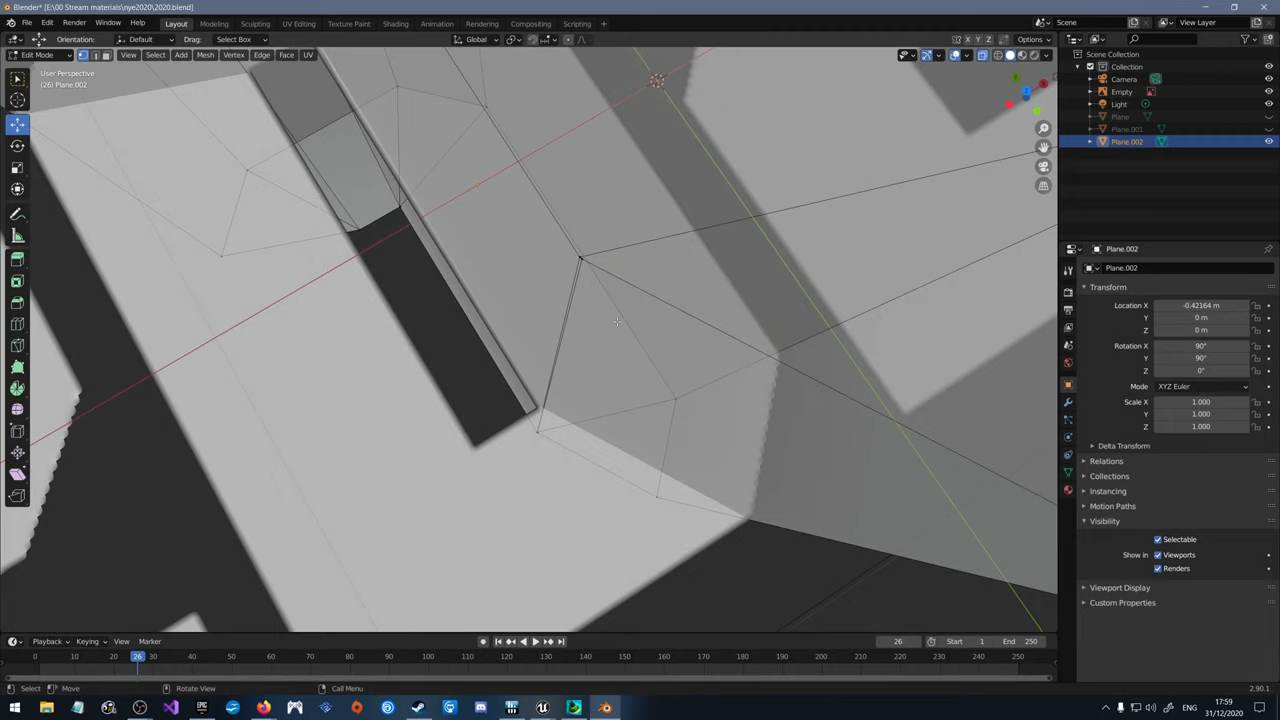 Blender* [E:\00 Stream materials\nye2020\2020.blend]
File Edit Render Window Help Layout Modeling Sculpting UV Editing Texture Paint Shading Animation Rendering Compositing Scripting + Scene View Layer
Orientation: Default Drag: Select Box Global X Y Z Options
Edit Mode View Select Add Mesh Vertex Edge Face UV
User Perspective
(26) Plane.002
Scene Collection
Collection
Camera
Empty
Light
Plane
Plane.001
Plane.002
Plane.002
Plane.002
Transform
Location X -0.42164 m
Y 0 m
Z 0 m
Rotation X 90°
Y 90°
Z 0°
Mode XYZ Euler
Scale X 1.000
Y 1.000
Z 1.000
Delta Transform
Relations
Collections
Instancing
Motion Paths
Visibility
Selectable
Show in Viewports
Renders
Viewport Display
Custom Properties
Playback Keying View Marker 26 Start 1 End 250
0 10 20 26 30 40 50 60 70 80 90 100 110 120 130 140 150 160 170 180 190 200 210 220 230 240 250
Select Move Rotate View Call Menu 2.90.1
ENG 17:59
31/12/2020